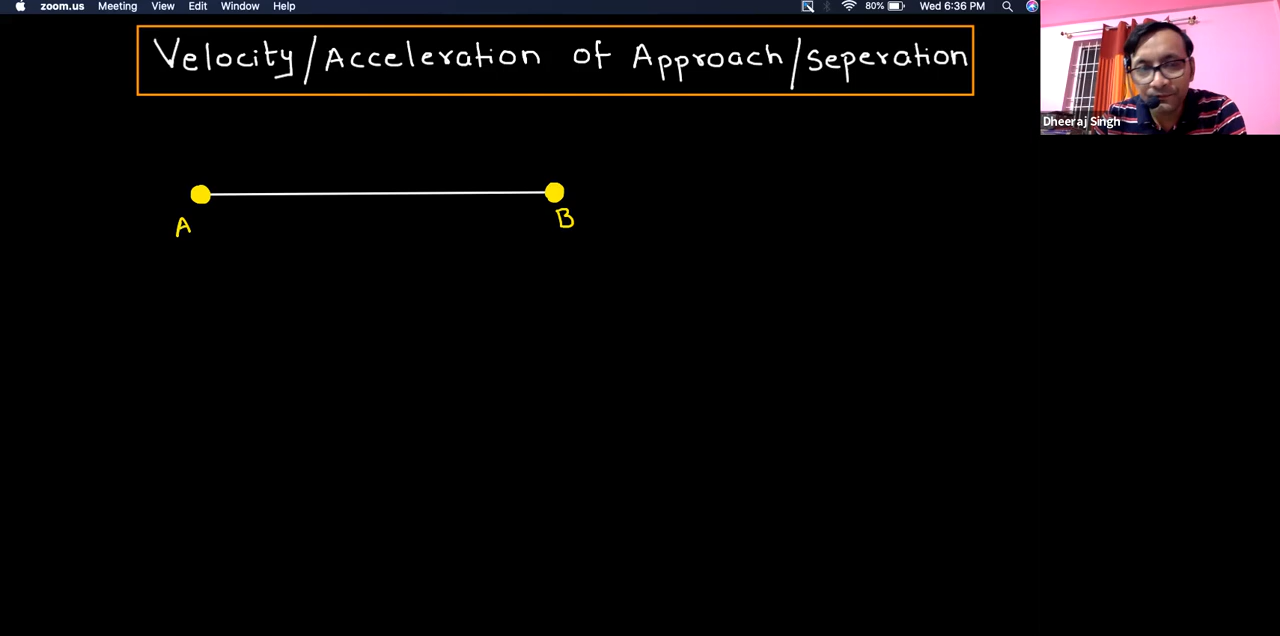 zoom.us Meeting View Edit Window Help 80% Wed 6:36 PM
Velocity/Acceleration of Approach/Seperation
Dheeraj Singh
A B